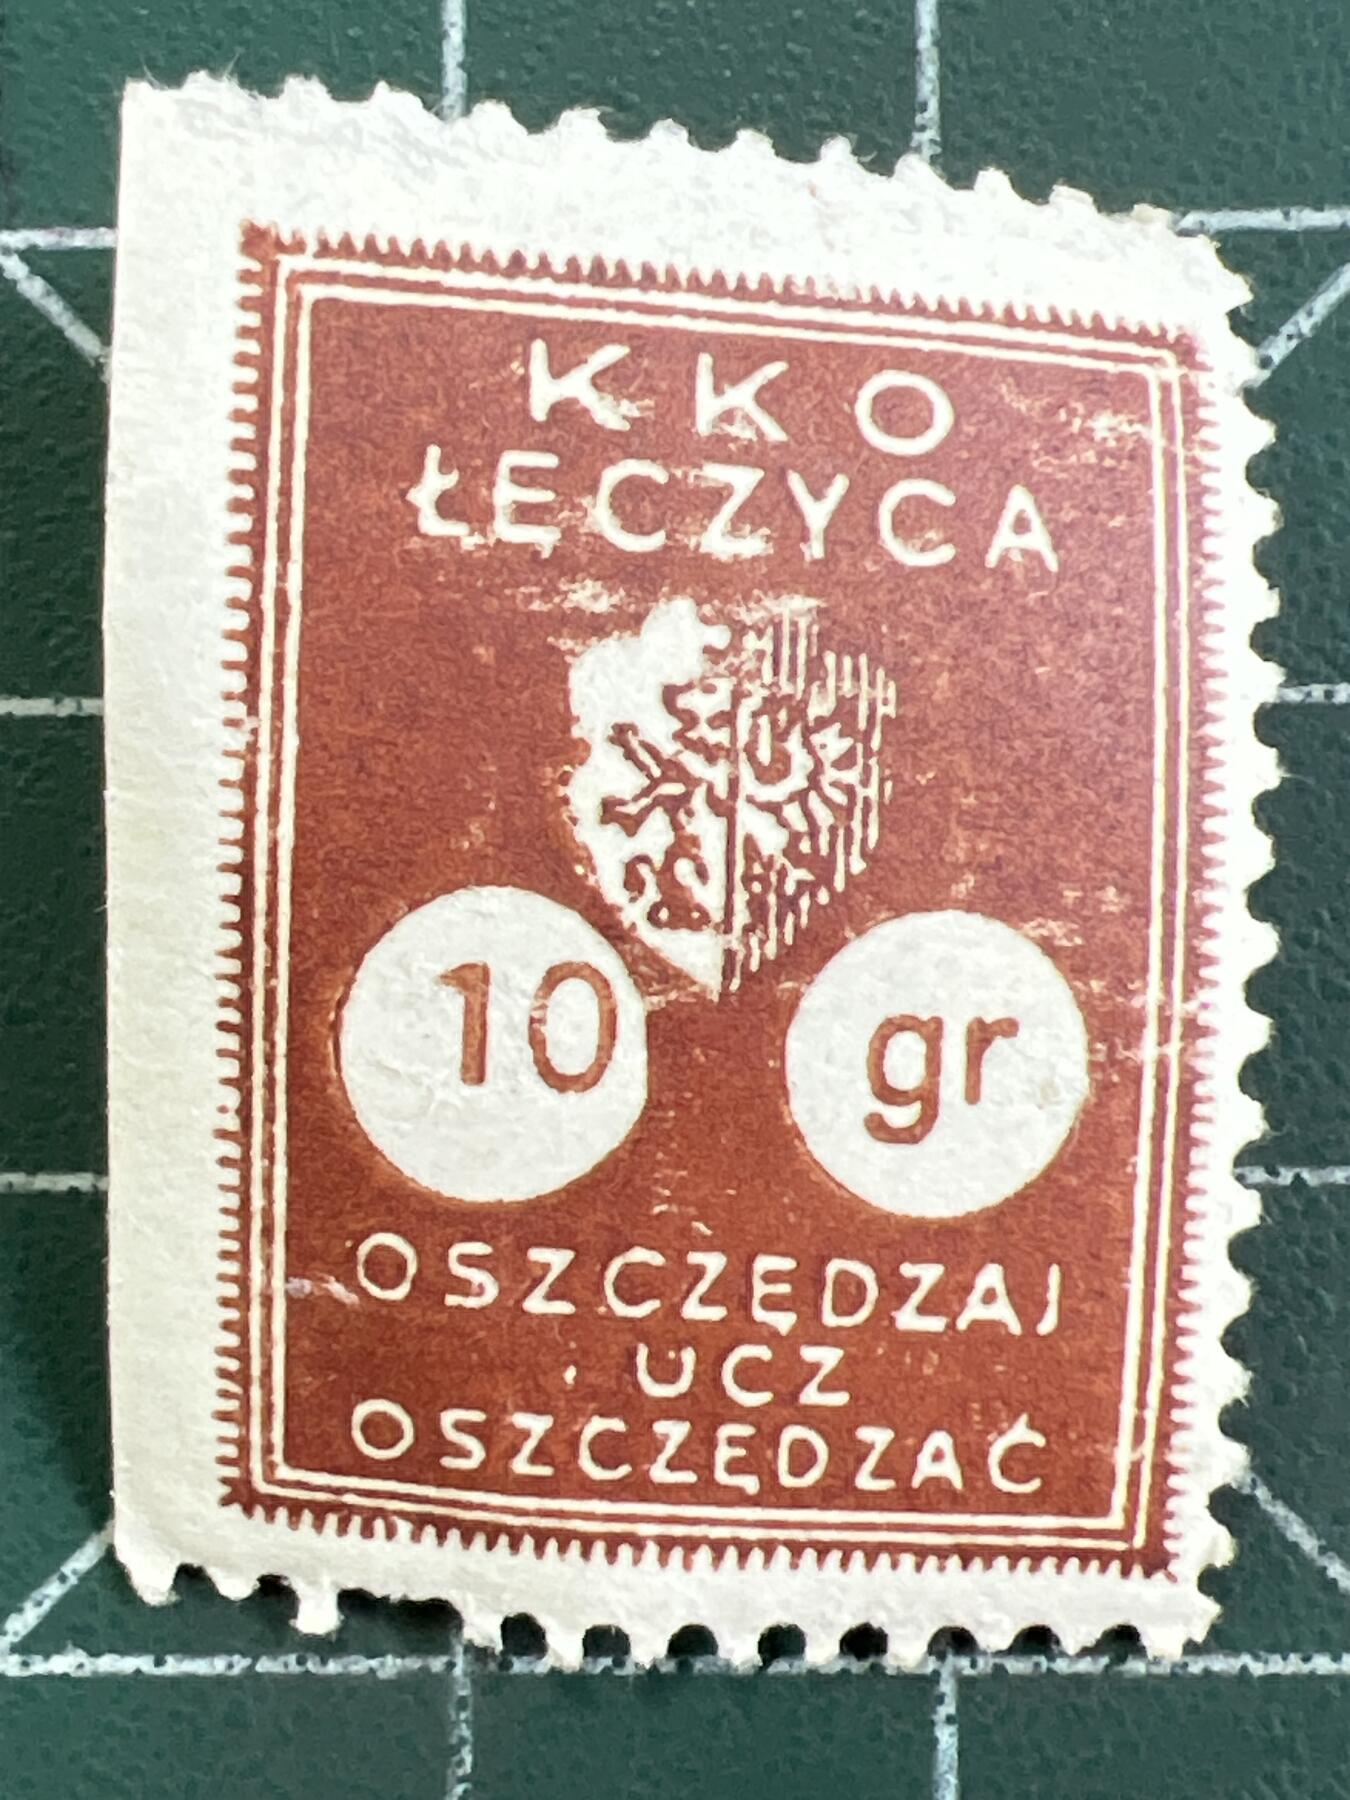 KKO
ŁĘCZYCA
10 gr
OSZCZĘDZAJ
UCZ
OSZCZĘDZAĆ